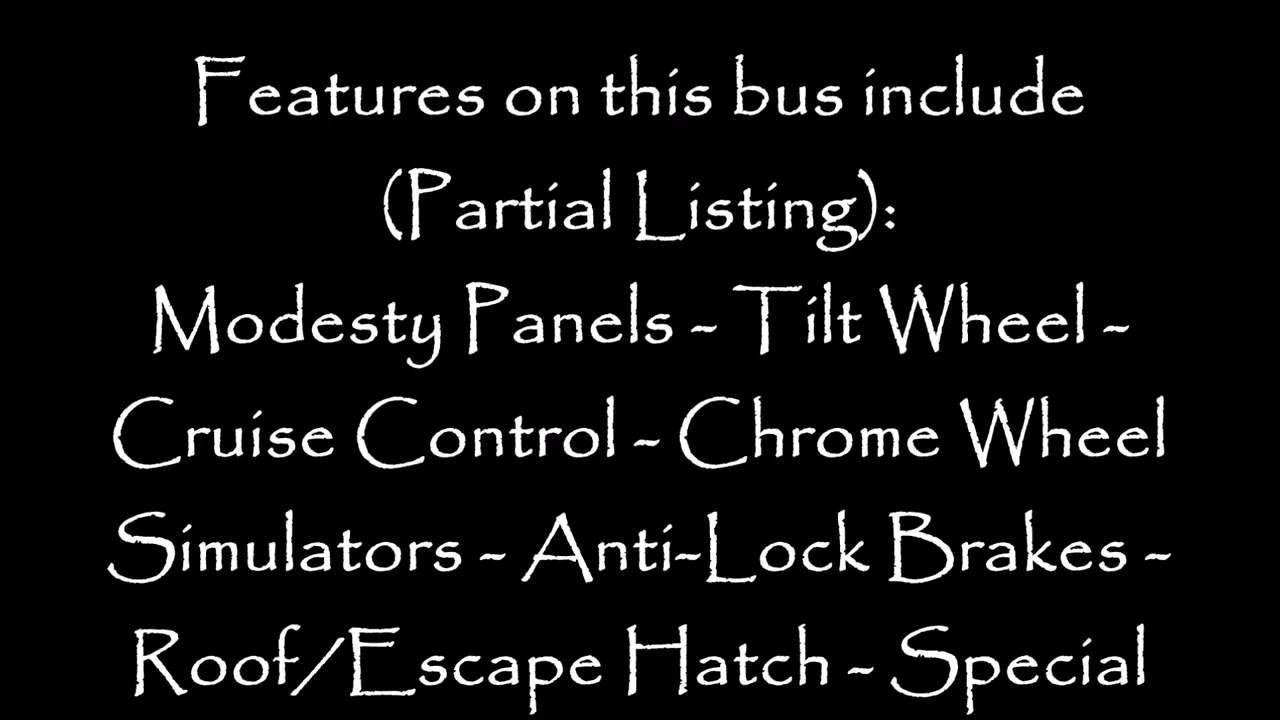 Features on this bus include
(Partial Listing):
Modesty Panels - Tilt Wheel -
Cruise Control - Chrome Wheel
Simulators - Anti-Lock Brakes -
Roof/Escape Hatch - Special